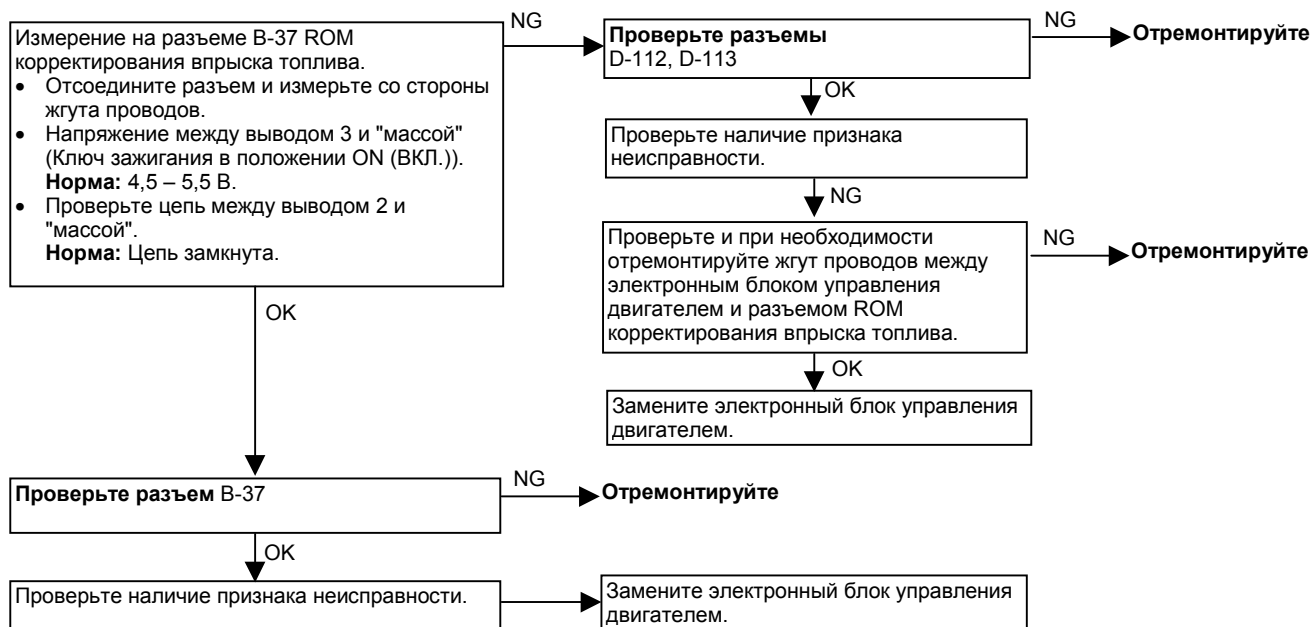 Измерение на разъеме B-37 ROM
корректирования впрыска топлива.
• Отсоедините разъем и измерьте со стороны
жгута проводов.
• Напряжение между выводом 3 и "массой"
(Ключ зажигания в положении ON (ВКЛ.)).
Норма: 4,5 – 5,5 В.
• Проверьте цепь между выводом 2 и
"массой".
Норма: Цепь замкнута.
NG
Проверьте разъемы
D-112, D-113
NG
Отремонтируйте
OK
Проверьте наличие признака
неисправности.
NG
Проверьте и при необходимости
отремонтируйте жгут проводов между
электронным блоком управления
двигателем и разъемом ROM
корректирования впрыска топлива.
NG
Отремонтируйте
OK
Замените электронный блок управления
двигателем.
OK
Проверьте разъем B-37
NG
Отремонтируйте
OK
Проверьте наличие признака неисправности.
Замените электронный блок управления
двигателем.